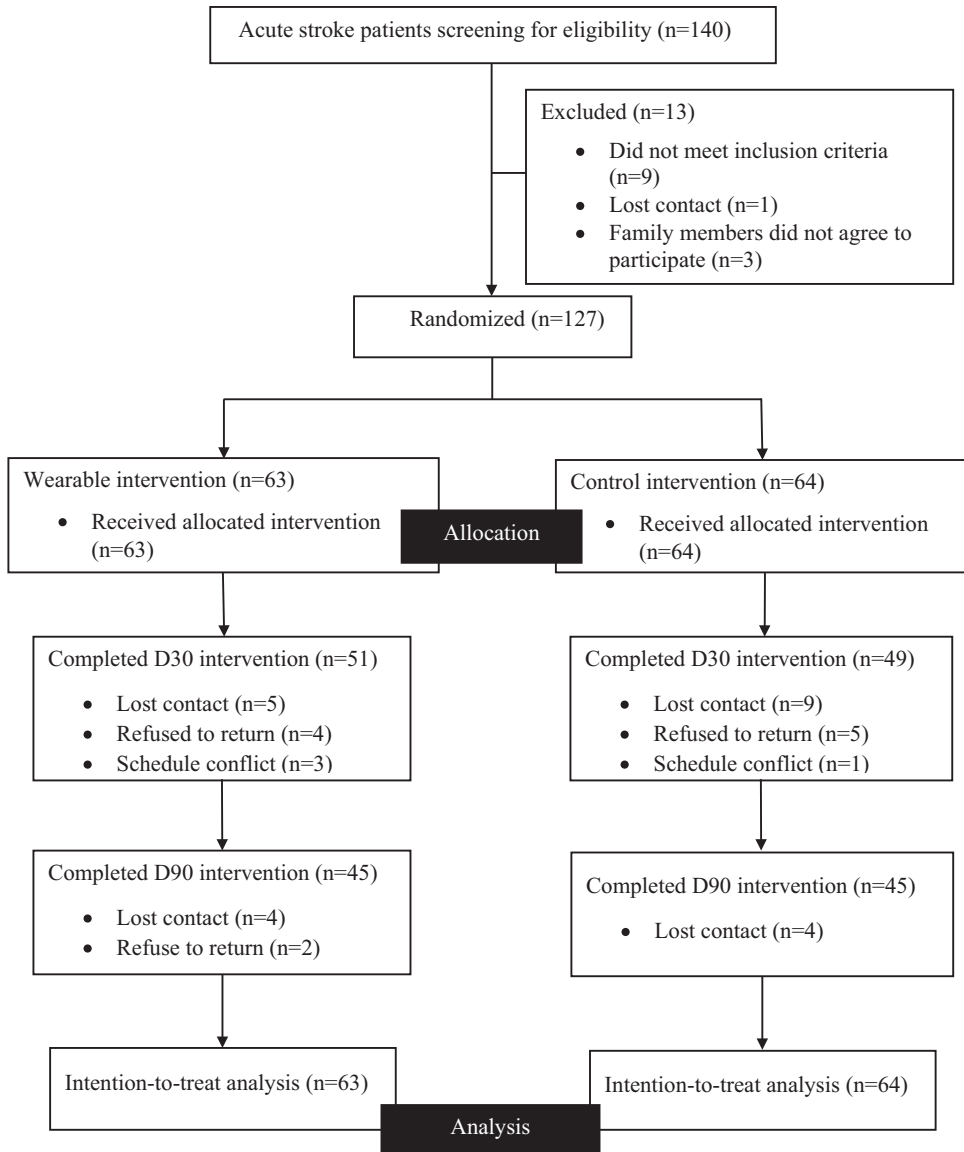 Acute stroke patients screening for eligibility (n=140)
Excluded (n=13)
• Did not meet inclusion criteria
(n=9)
• Lost contact (n=1)
• Family members did not agree to
participate (n=3)
Randomized (n=127)
Wearable intervention (n=63)
• Received allocated intervention
(n=63)
Control intervention (n=64)
• Received allocated intervention
(n=64)
Allocation
Completed D30 intervention (n=51)
• Lost contact (n=5)
• Refused to return (n=4)
• Schedule conflict (n=3)
Completed D30 intervention (n=49)
• Lost contact (n=9)
• Refused to return (n=5)
• Schedule conflict (n=1)
Completed D90 intervention (n=45)
• Lost contact (n=4)
• Refuse to return (n=2)
Completed D90 intervention (n=45)
• Lost contact (n=4)
Intention-to-treat analysis (n=63)
Intention-to-treat analysis (n=64)
Analysis